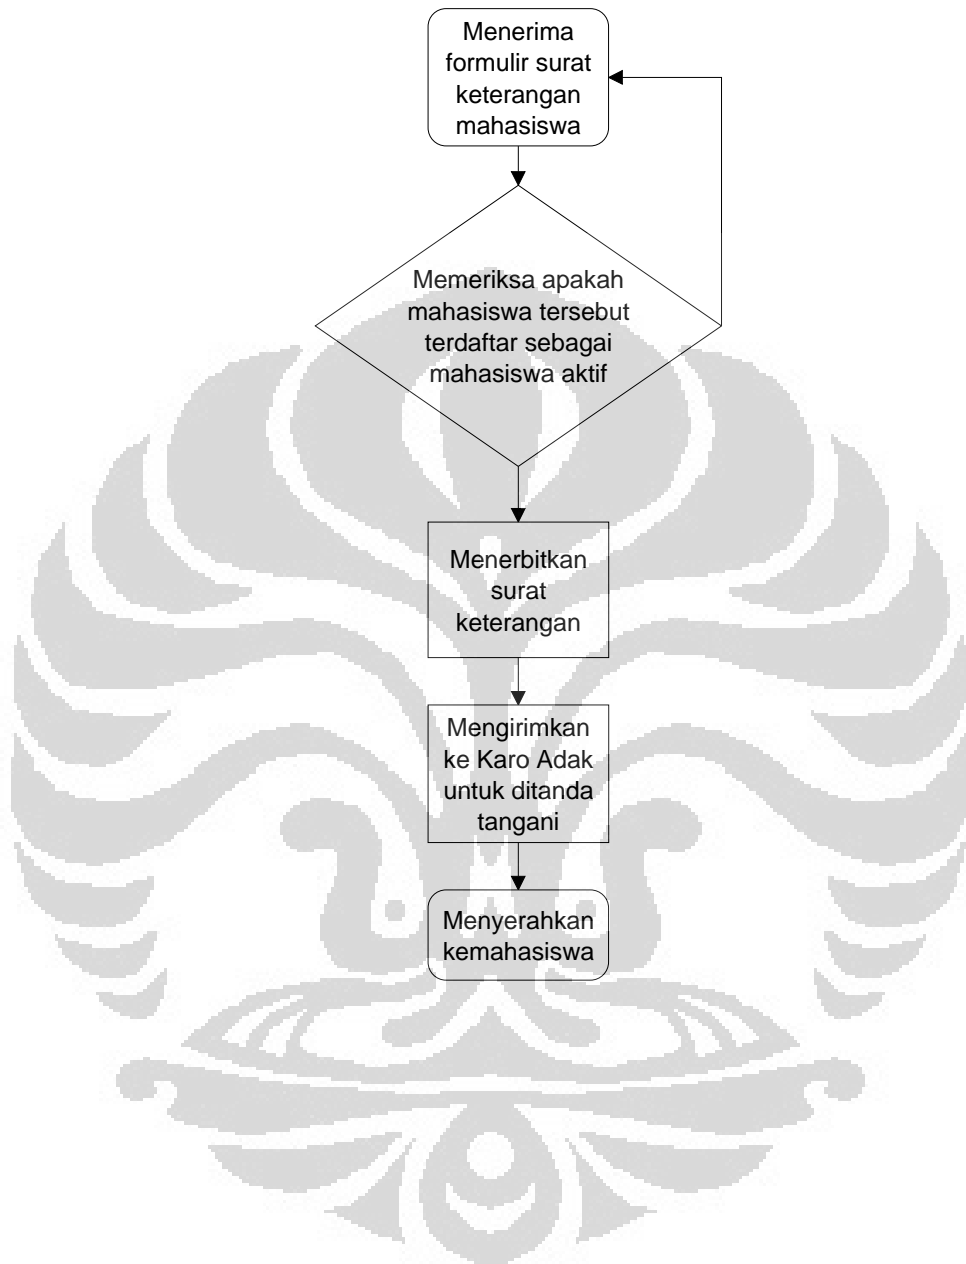 Menerima
formulir surat
keterangan
mahasiswa
Memeriksa apakah
mahasiswa tersebut
terdaftar sebagai
mahasiswa aktif
Menerbitkan
surat
keterangan
Mengirimkan
ke Karo Adak
untuk ditanda
tangani
Menyerahkan
kemahasiswa